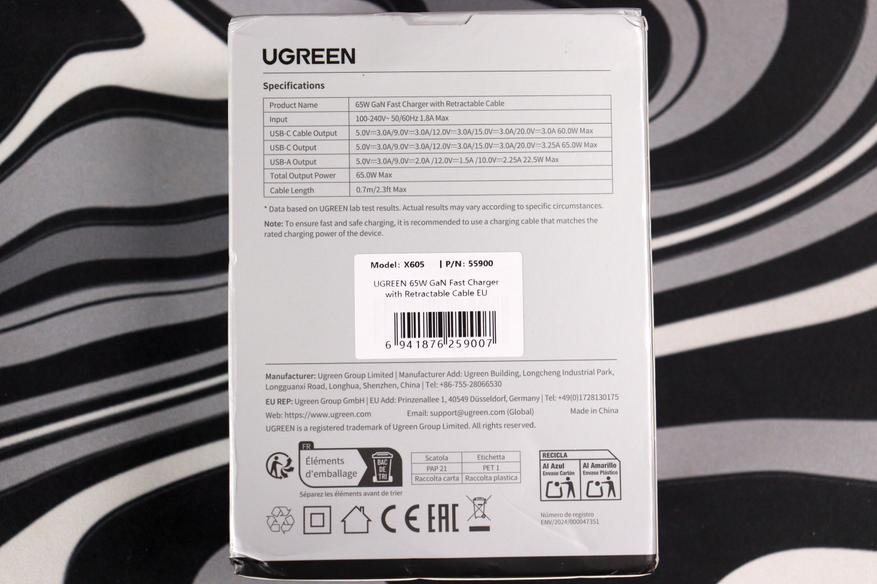 UGREEN
Specifications
Product Name 65W GaN Fast Charger with Retractable Cable
Input 100-240V~ 50/60Hz 1.8A Max
USB-C Cable Output 5.0V⎓3.0A/9.0V⎓3.0A/12.0V⎓3.0A/15.0V⎓3.0A/20.0V⎓3.0A 60.0W Max
USB-C Output 5.0V⎓3.0A/9.0V⎓3.0A/12.0V⎓3.0A/15.0V⎓3.0A/20.0V⎓3.25A 65.0W Max
USB-A Output 5.0V⎓3.0A/9.0V⎓2.0A /12.0V⎓1.5A /10.0V⎓2.25A 22.5W Max
Total Output Power 65.0W Max
Cable Length 0.7m/2.3ft Max
* Data based on UGREEN lab test results. Actual results may vary according to specific circumstances.
Note: To ensure fast and safe charging, it is recommended to use a charging cable that matches the
rated charging power of the device.
Model: X605 | P/N: 55900
UGREEN 65W GaN Fast Charger
with Retractable Cable EU
6 941876 259007
Manufacturer: Ugreen Group Limited | Manufacturer Add: Ugreen Building, Longcheng Industrial Park,
Longguanxi Road, Longhua, Shenzhen, China | Tel: +86-755-28066530
EU REP: Ugreen Group GmbH | EU Add: Prinzenallee 1, 40549 Düsseldorf, Germany | Tel: +49(0)1728130175
Web: https://www.ugreen.com Email: support@ugreen.com (Global) Made in China
UGREEN is a registered trademark of Ugreen Group Limited. All rights reserved.
FR
Éléments
d'emballage
BAC
DE
TRI
Séparez les éléments avant de trier
Scatola Etichetta
PAP 21 PET 1
Raccolta carta Raccolta plastica
RECICLA
Al Azul Al Amarillo
Envase Cartón Envase Plástico
CE EAC
Número de registro
ENV/2024/000047351